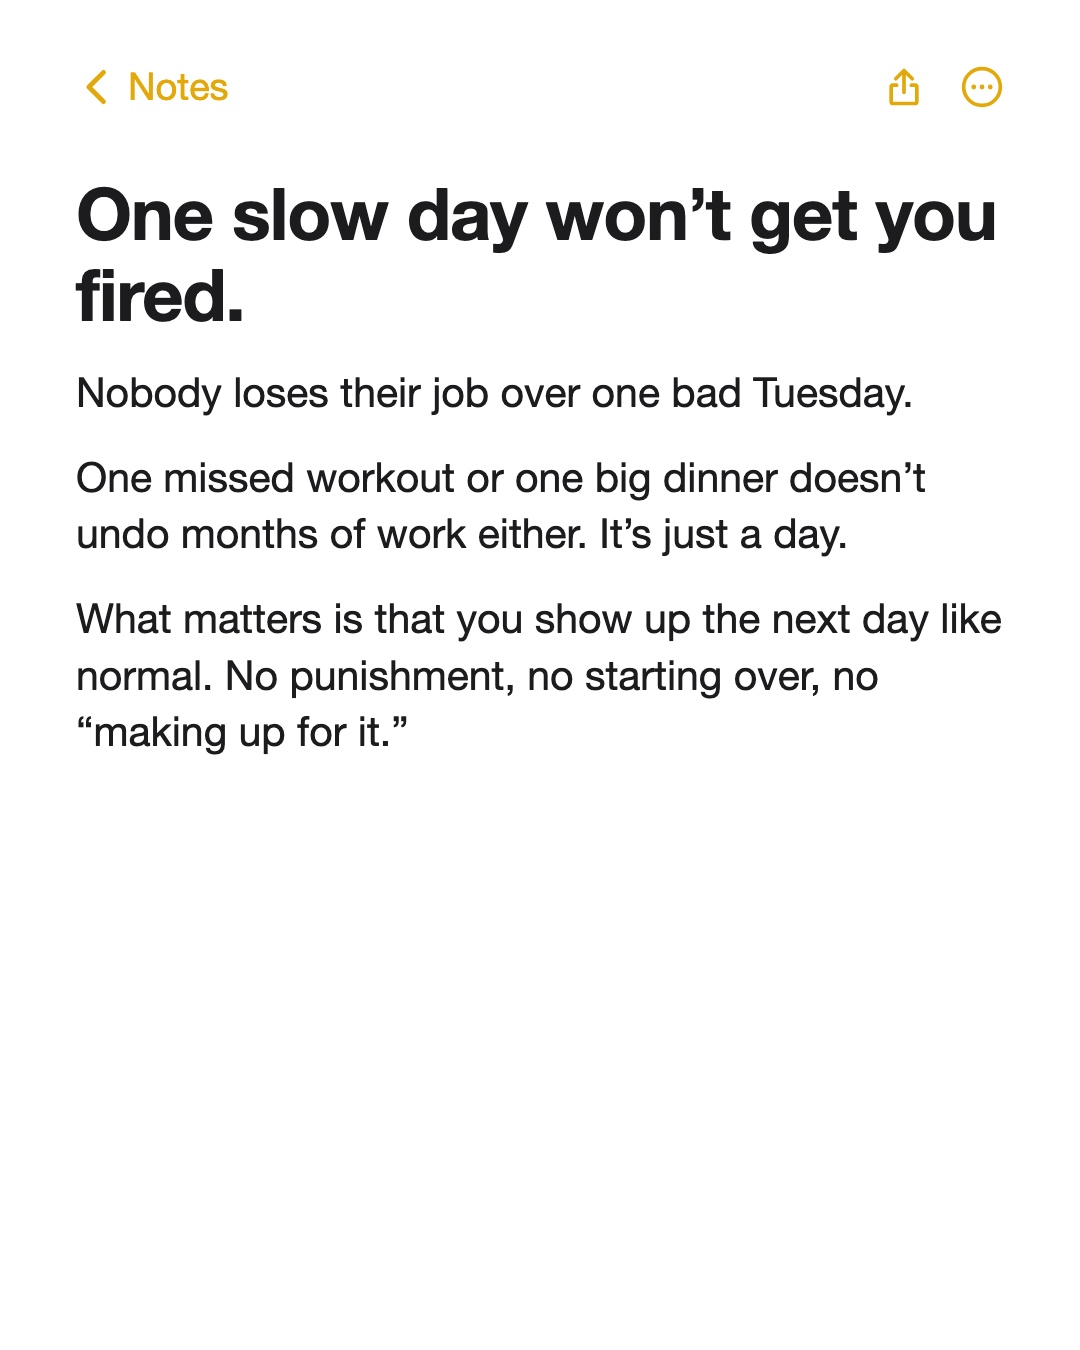 Notes
One slow day won’t get you
fired.
Nobody loses their job over one bad Tuesday.
One missed workout or one big dinner doesn’t
undo months of work either. It’s just a day.
What matters is that you show up the next day like
normal. No punishment, no starting over, no
“making up for it.”